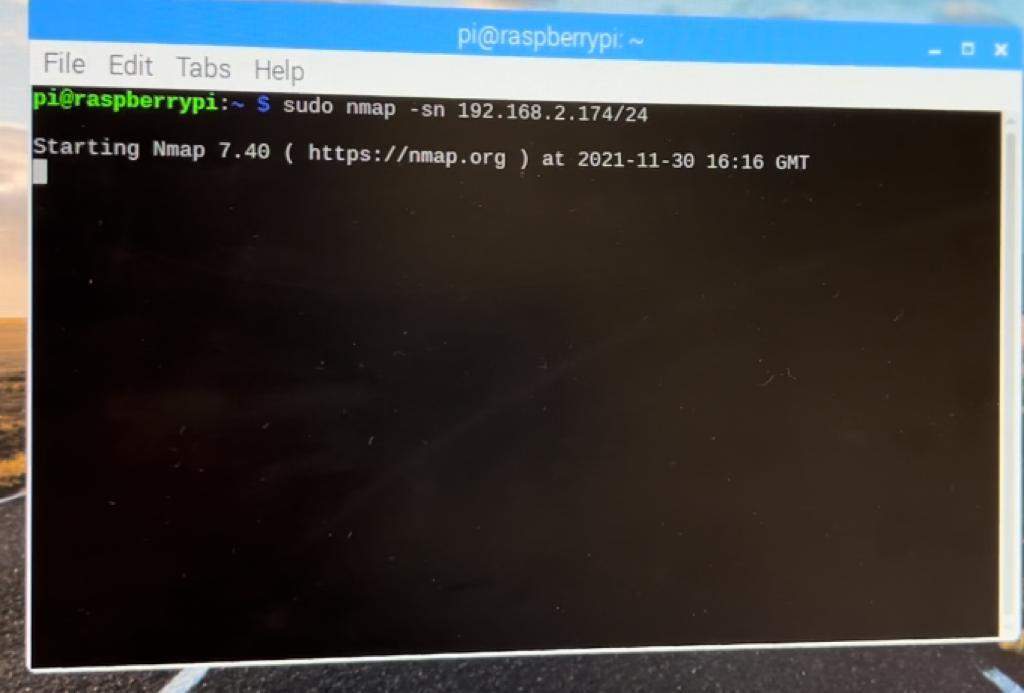 pi@raspberrypi: ~
File Edit Tabs Help
pi@raspberrypi:~ $ sudo nmap -sn 192.168.2.174/24
Starting Nmap 7.40 ( https://nmap.org ) at 2021-11-30 16:16 GMT